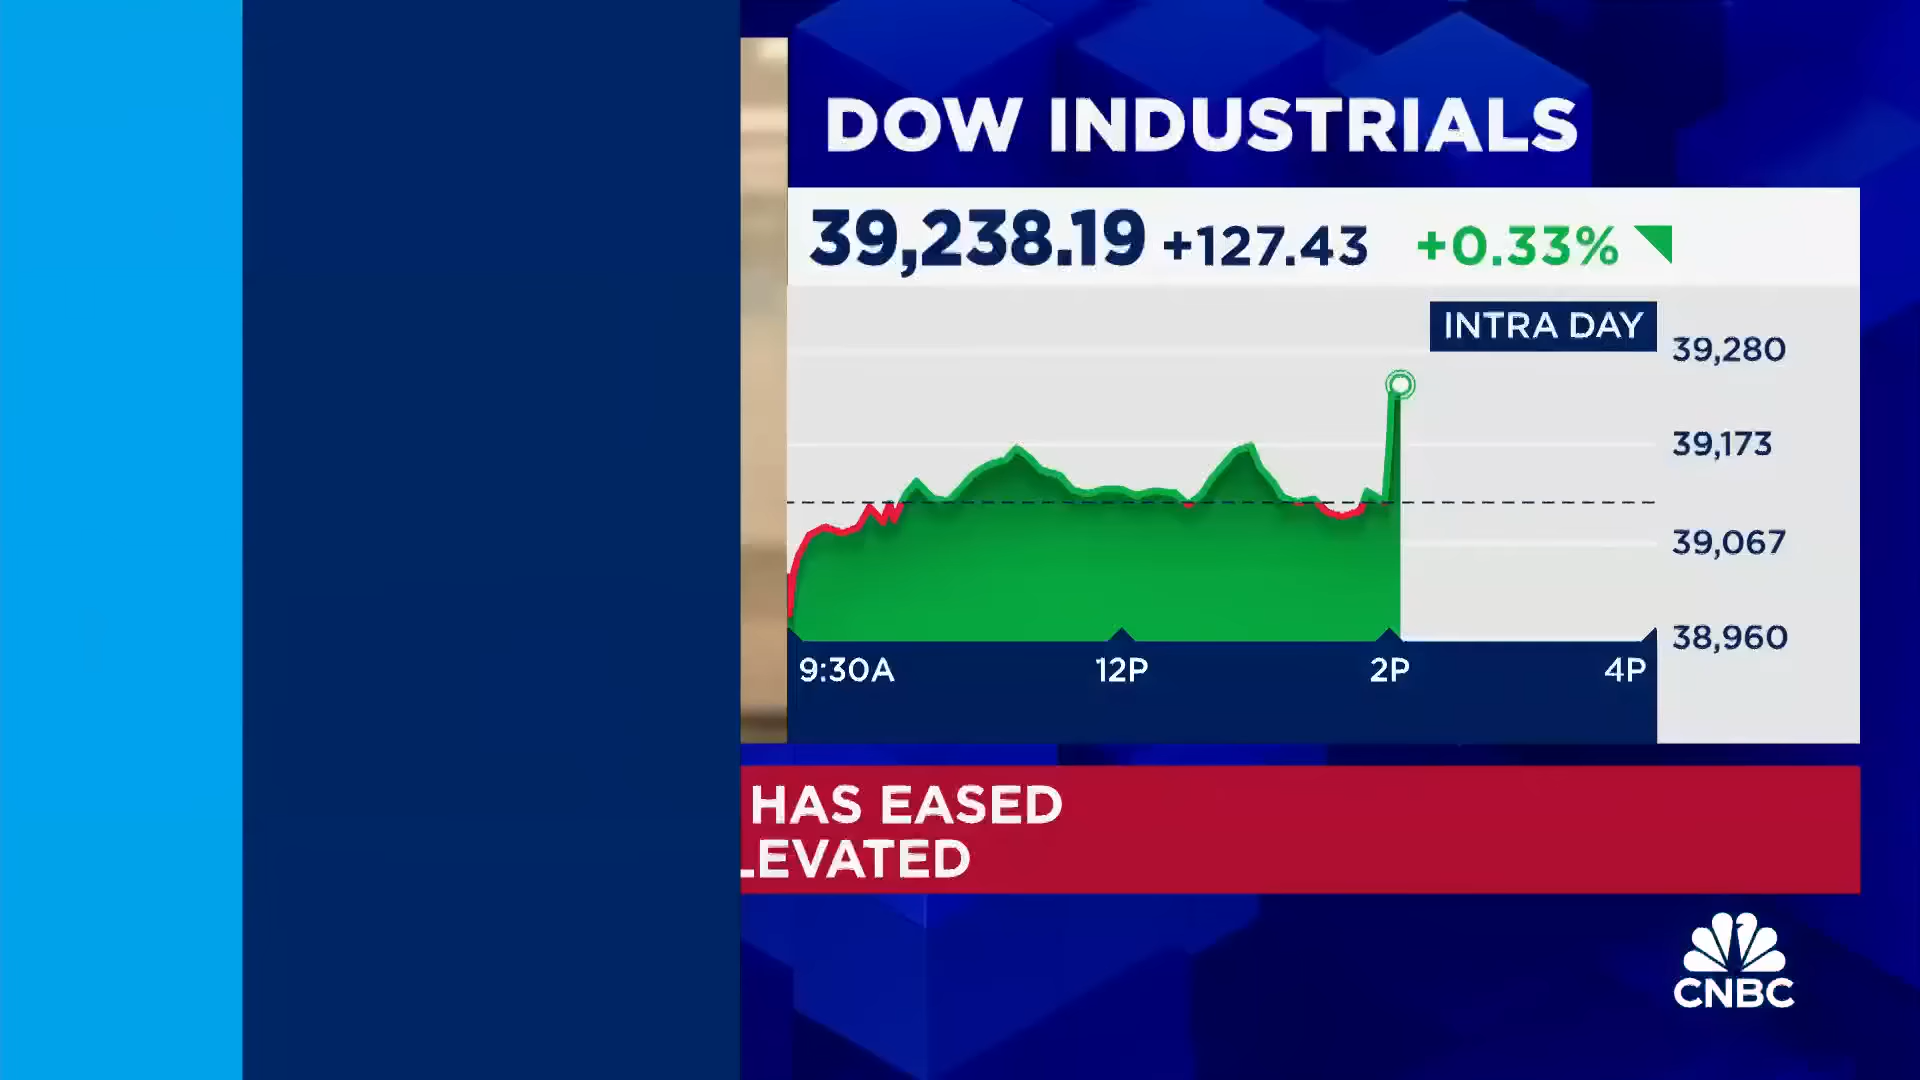 DOW INDUSTRIALS
39,238.19 +127.43 +0.33%
INTRA DAY
39,280
39,173
39,067
38,960
9:30A 12P 2P 4P
HAS EASED
LEVATED
CNBC